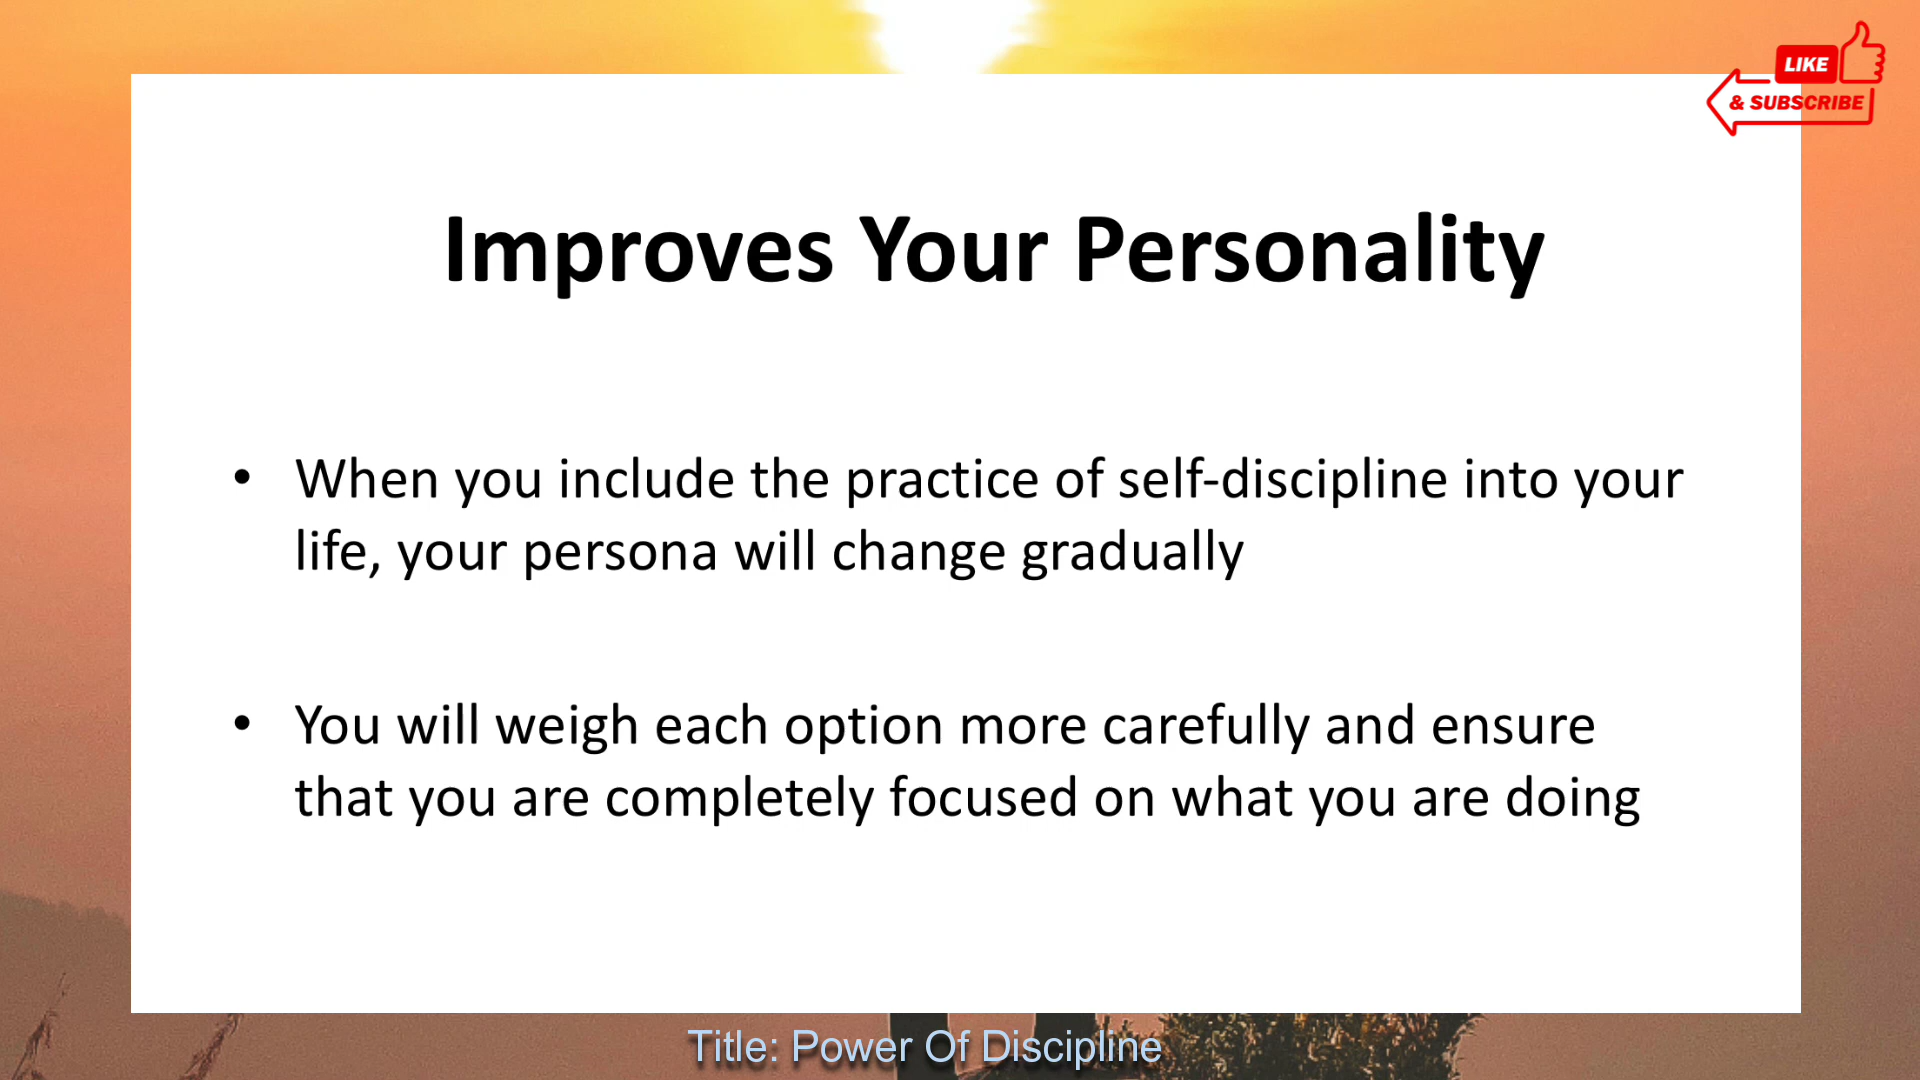 LIKE
& SUBSCRIBE
Improves Your Personality
• When you include the practice of self-discipline into your
life, your persona will change gradually
• You will weigh each option more carefully and ensure
that you are completely focused on what you are doing
Title: Power Of Discipline